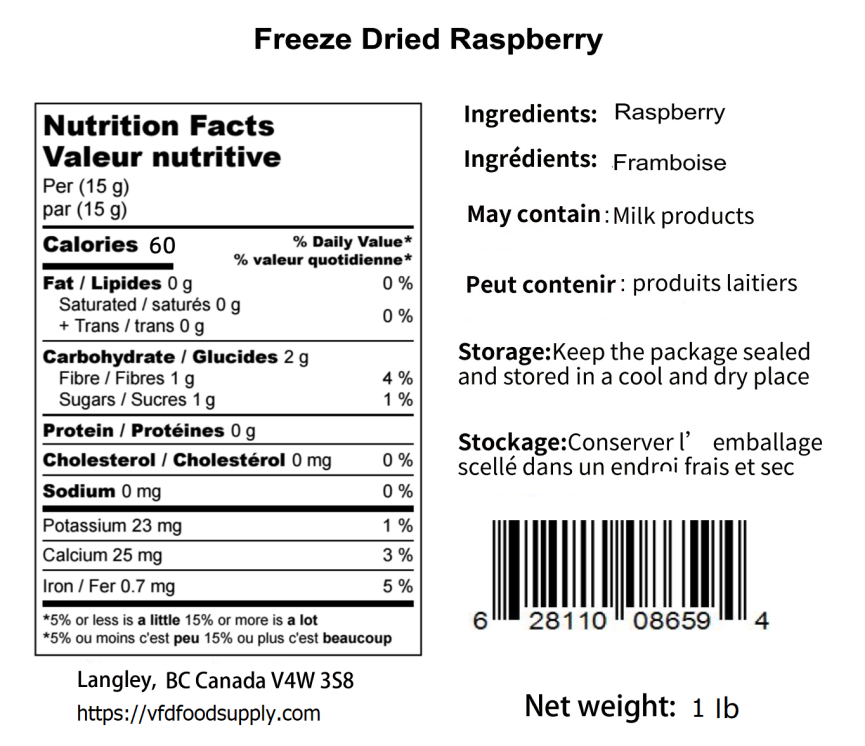 Freeze Dried Raspberry
Nutrition Facts
Valeur nutritive
Per (15 g)
par (15 g)
Calories 60
% Daily Value*
% valeur quotidienne*
Fat / Lipides 0 g 0 %
Saturated / saturés 0 g
+ Trans / trans 0 g 0 %
Carbohydrate / Glucides 2 g
Fibre / Fibres 1 g 4 %
Sugars / Sucres 1 g 1 %
Protein / Protéines 0 g
Cholesterol / Cholestérol 0 mg 0 %
Sodium 0 mg 0 %
Potassium 23 mg 1 %
Calcium 25 mg 3 %
Iron / Fer 0.7 mg 5 %
*5% or less is a little 15% or more is a lot
*5% ou moins c'est peu 15% ou plus c'est beaucoup
Langley, BC Canada V4W 3S8
https://vfdfoodsupply.com
Ingredients: Raspberry
Ingrédients: Framboise
May contain: Milk products
Peut contenir: produits laitiers
Storage:Keep the package sealed
and stored in a cool and dry place
Stockage:Conserver l’ emballage
scellé dans un endroi frais et sec
6 28110 08659 4
Net weight: 1 lb